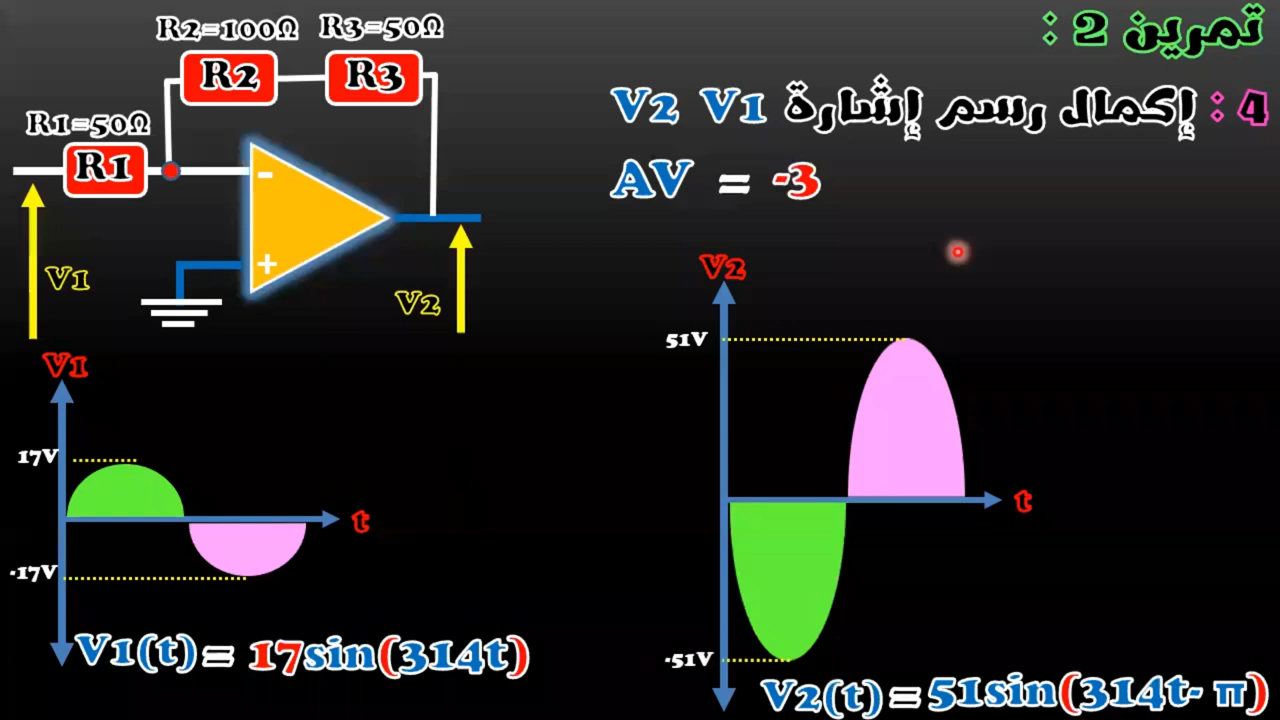 تمرين 2 :
4 : إكمال رسم إشارة V2 V1
AV = -3
R2=100Ω R3=50Ω
R2 R3
R1=50Ω
R1
-
+
V1
V2
V1
17V
t
-17V
V1(t)= 17sin(314t)
V2
51V
t
-51V
V2(t)=51sin(314t- π)